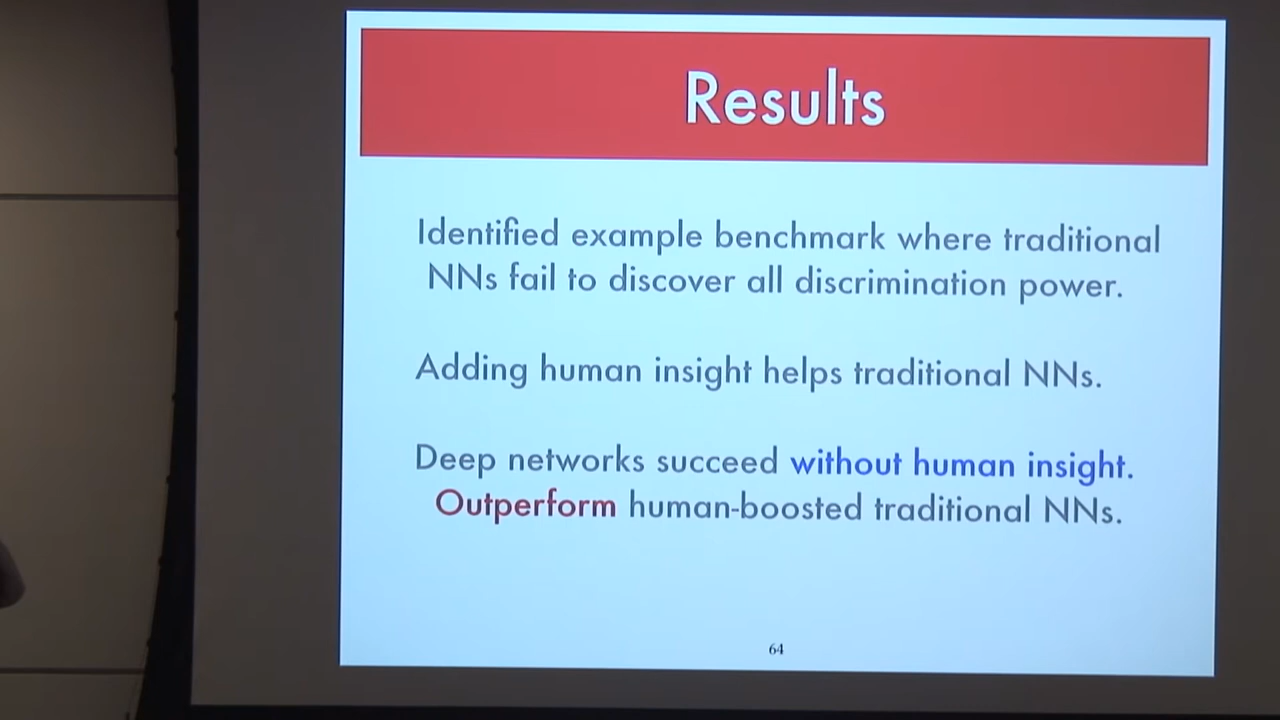 Results
Identified example benchmark where traditional
NNs fail to discover all discrimination power.
Adding human insight helps traditional NNs.
Deep networks succeed without human insight.
Outperform human-boosted traditional NNs.
64